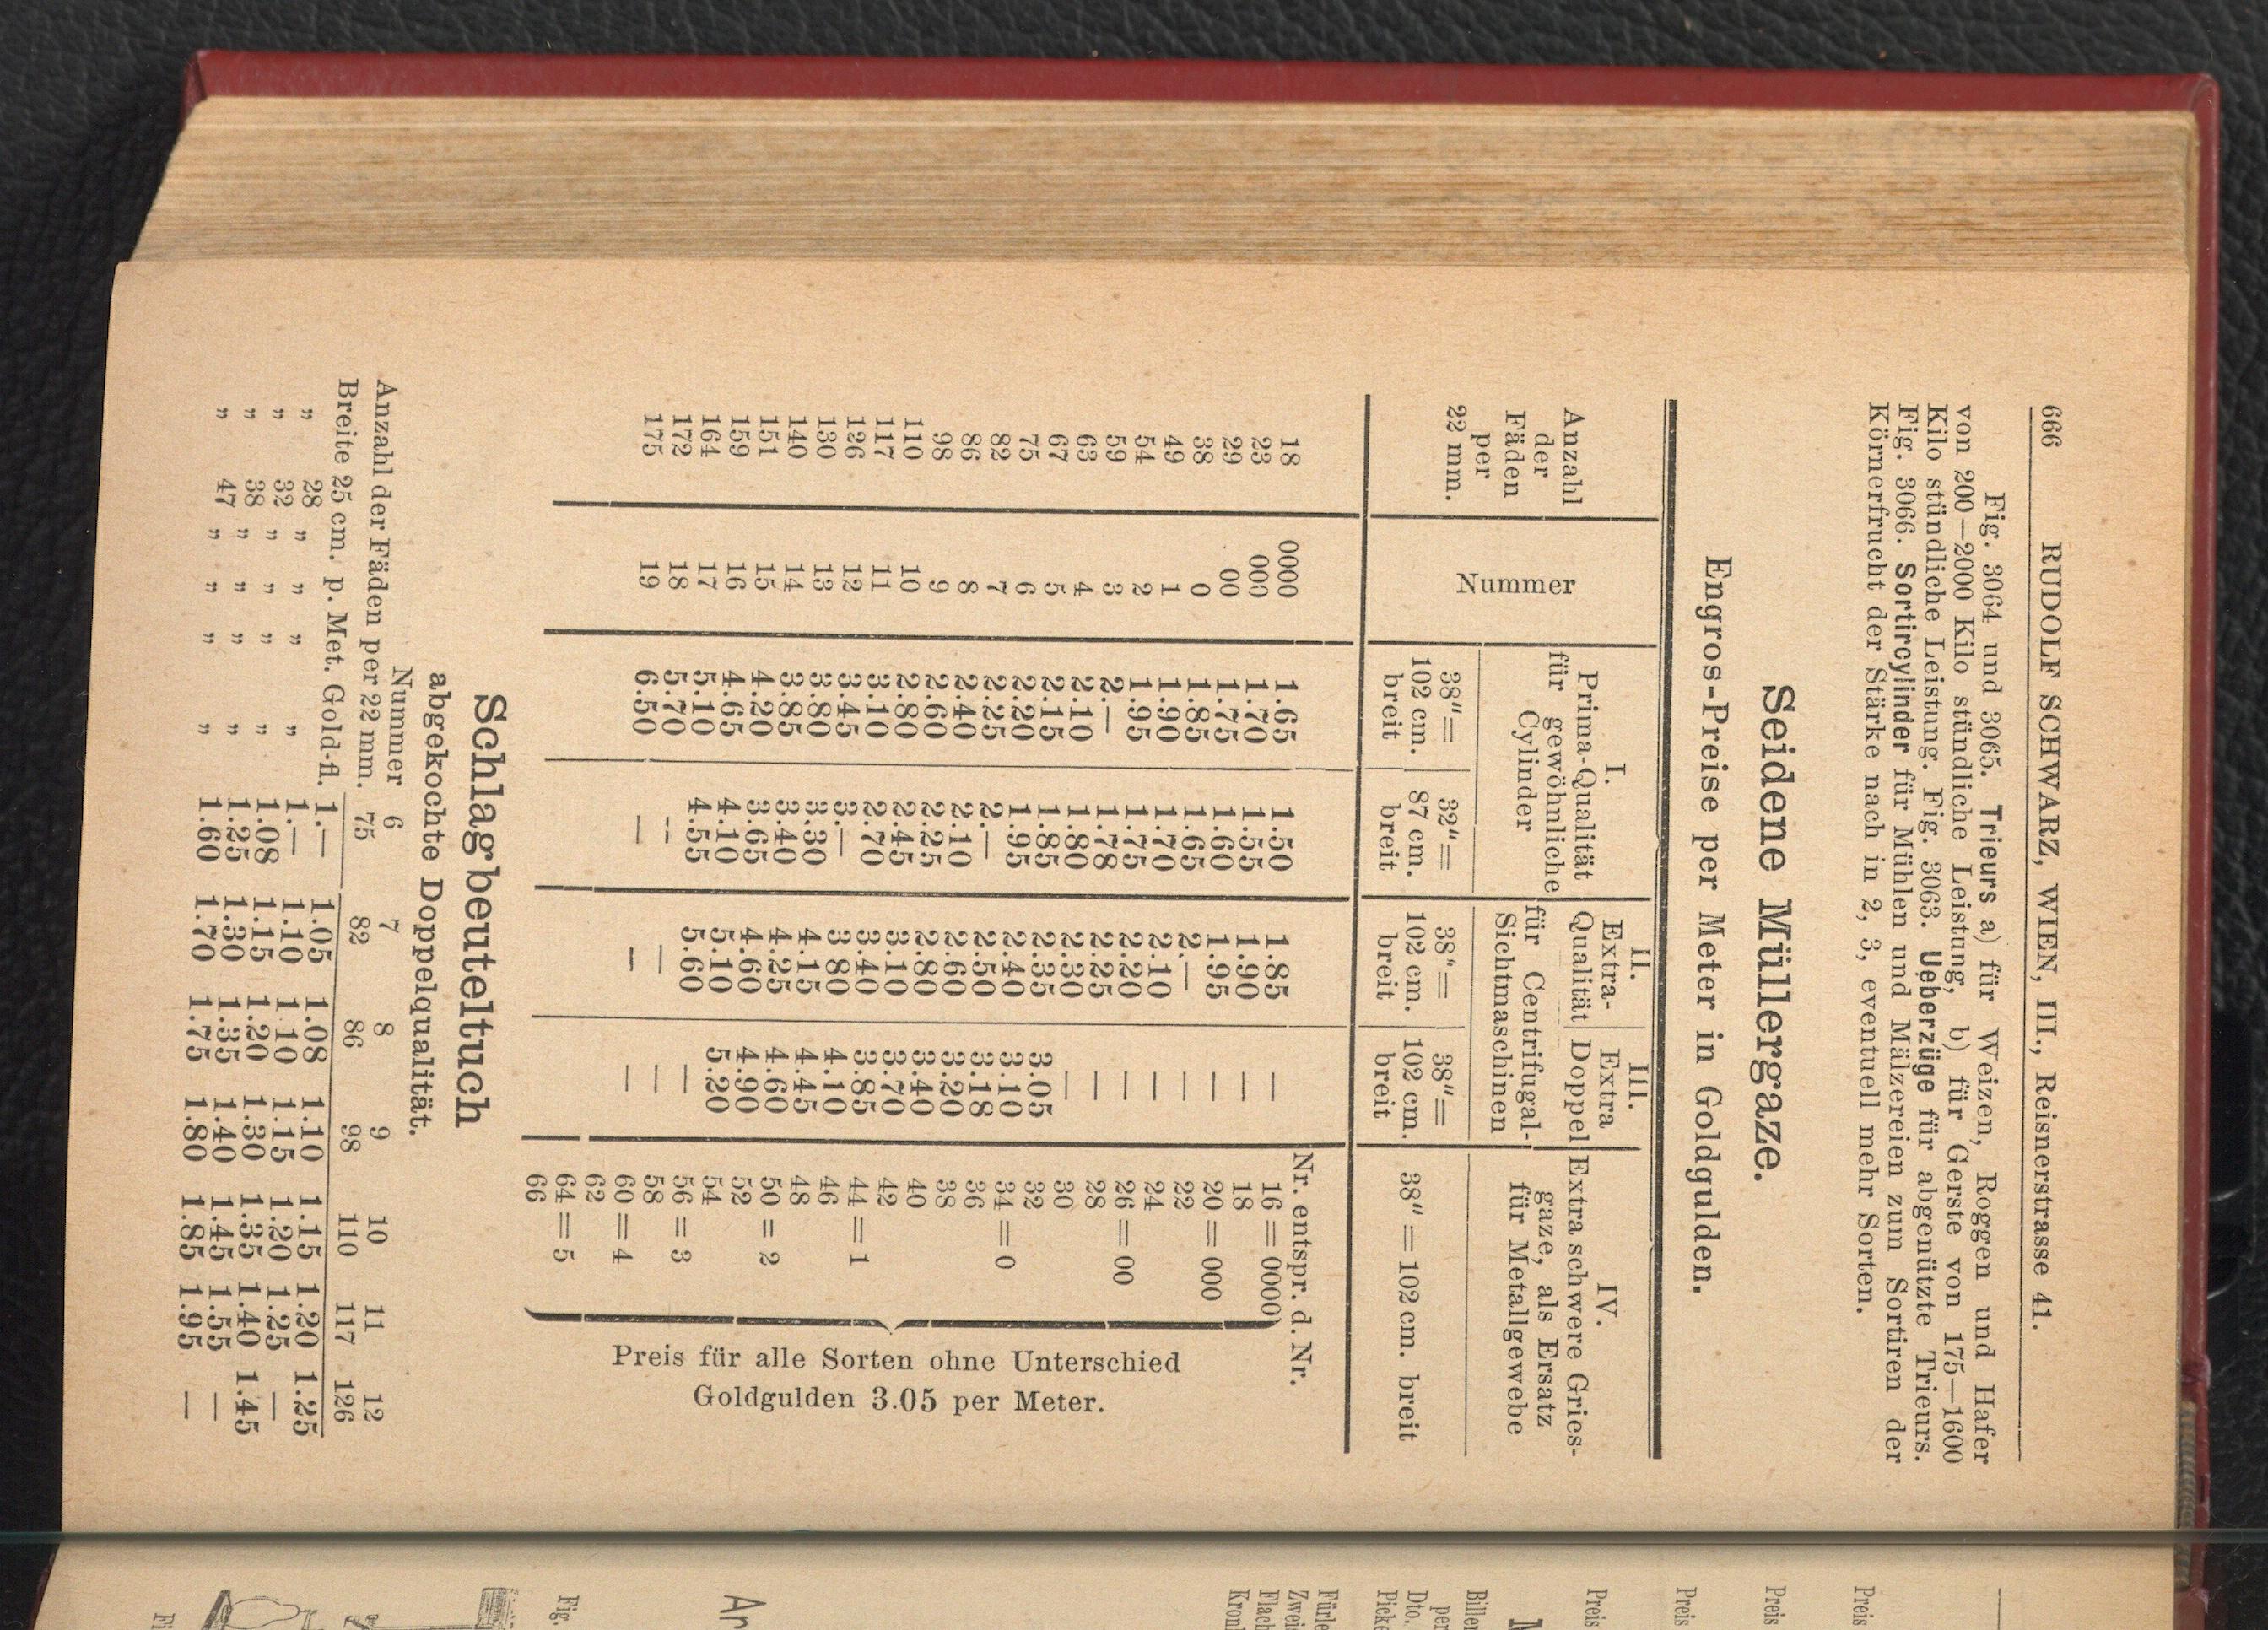 666 RUDOLF SCHWARZ, WIEN, III., Reisnerstrasse 41.
Fig. 3064 und 3065. Trieurs a) für Weizen, Roggen und Hafer
von 200—2000 Kilo stündliche Leistung, b) für Gerste von 175—1600
Kilo stündliche Leistung. Fig. 3063. Ueberzüge für abgenützte Trieurs.
Fig. 3066. Sortircylinder für Mühlen und Mälzereien zum Sortiren der
Körnerfrucht der Stärke nach in 2, 3, eventuell mehr Sorten.
Seidene Müllergaze.
Engros-Preise per Meter in Goldgulden.
Anzahl der Fäden per 22 mm.
Nummer
I. Prima-Qualität für gewöhnliche Cylinder
38″ = 102 cm. breit
32″ = 87 cm. breit
II. Extra-Qualität
III. Extra Doppel
für Centrifugal-Sichtmaschinen
38″ = 102 cm. breit
38″ = 102 cm. breit
IV. Extra schwere Gries-gaze, als Ersatz für Metallgewebe
38″ = 102 cm. breit
Nr. entspr. d. Nr.
18 0000 1.65 1.50 1.85 — 16 = 0000
23 000 1.70 1.55 1.90 — 18
29 00 1.75 1.60 1.95 — 20 = 000
38 0 1.85 1.65 2.— — 22
49 1 1.90 1.70 2.10 — 24
54 2 1.95 1.75 2.20 — 26 = 00
59 3 2.— 1.78 2.25 — 28
63 4 2.10 1.80 2.30 — 30
67 5 2.15 1.85 2.35 3.05 32
75 6 2.20 1.95 2.40 3.10 34 = 0
82 7 2.25 2.— 2.50 3.18 36
86 8 2.40 2.10 2.60 3.20 38
98 9 2.60 2.25 2.80 3.40 40
110 10 2.80 2.45 3.10 3.70 42
117 11 3.10 2.70 3.40 3.85 44 = 1
126 12 3.45 3.— 3.80 4.10 46
130 13 3.80 3.30 4.15 4.45 48
140 14 3.85 3.40 4.25 4.60 50 = 2
151 15 4.20 3.65 4.60 4.90 52
159 16 4.65 4.10 5.10 5.20 54
164 17 5.10 4.55 5.60 — 56 = 3
172 18 5.70 -- — — 58
175 19 6.50 — — — 60 = 4
62
64 = 5
66
Preis für alle Sorten ohne Unterschied
Goldgulden 3.05 per Meter.
Schlagbeuteltuch
abgekochte Doppelqualität.
Nummer 6 7 8 9 10 11 12
Anzahl der Fäden per 22 mm. 75 82 86 98 110 117 126
Breite 25 cm. p. Met. Gold-fl. 1.— 1.05 1.08 1.10 1.15 1.20 1.25
„ 28 „ „ „ „ 1.— 1.10 1 10 1.15 1.20 1.25 —
„ 32 „ „ „ „ 1.08 1.15 1.20 1.30 1.35 1.40 1.45
„ 38 „ „ „ „ 1.25 1.30 1.35 1.40 1.45 1.55 —
„ 47 „ „ „ „ 1.60 1.70 1.75 1.80 1.85 1.95 —
Preis
Preis
Preis
Preis
per
Dto.
Fig.